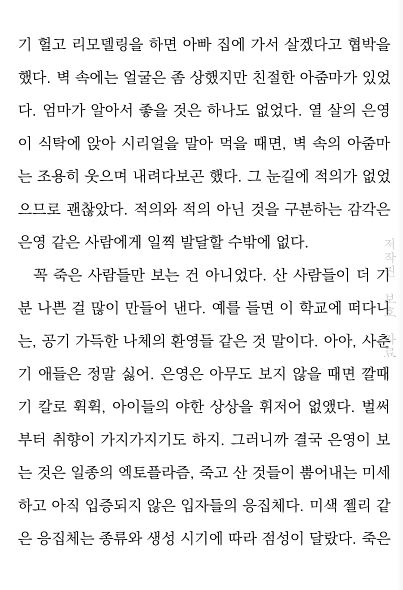 기 헐고 리모델링을 하면 아빠 집에 가서 살겠다고 협박을
했다. 벽 속에는 얼굴은 좀 상했지만 친절한 아줌마가 있었
다. 엄마가 알아서 좋을 것은 하나도 없었다. 열 살의 은영
이 식탁에 앉아 시리얼을 말아 먹을 때면, 벽 속의 아줌마
는 조용히 웃으며 내려다보곤 했다. 그 눈길에 적의가 없었
으므로 괜찮았다. 적의와 적의 아닌 것을 구분하는 감각은
은영 같은 사람에게 일찍 발달할 수밖에 없다.
꼭 죽은 사람들만 보는 건 아니었다. 산 사람들이 더 기
분 나쁜 걸 많이 만들어 낸다. 예를 들면 이 학교에 떠다니
는, 공기 가득한 나체의 환영들 같은 것 말이다. 아아, 사춘
기 애들은 정말 싫어. 은영은 아무도 보지 않을 때면 깔때
기 칼로 휙휙, 아이들의 야한 상상을 휘저어 없앴다. 벌써
부터 취향이 가지가지기도 하지. 그러니까 결국 은영이 보
는 것은 일종의 엑토플라즘, 죽고 산 것들이 뿜어내는 미세
하고 아직 입증되지 않은 입자들의 응집체다. 미색 젤리 같
은 응집체는 종류와 생성 시기에 따라 점성이 달랐다. 죽은
저작권 보호 자료